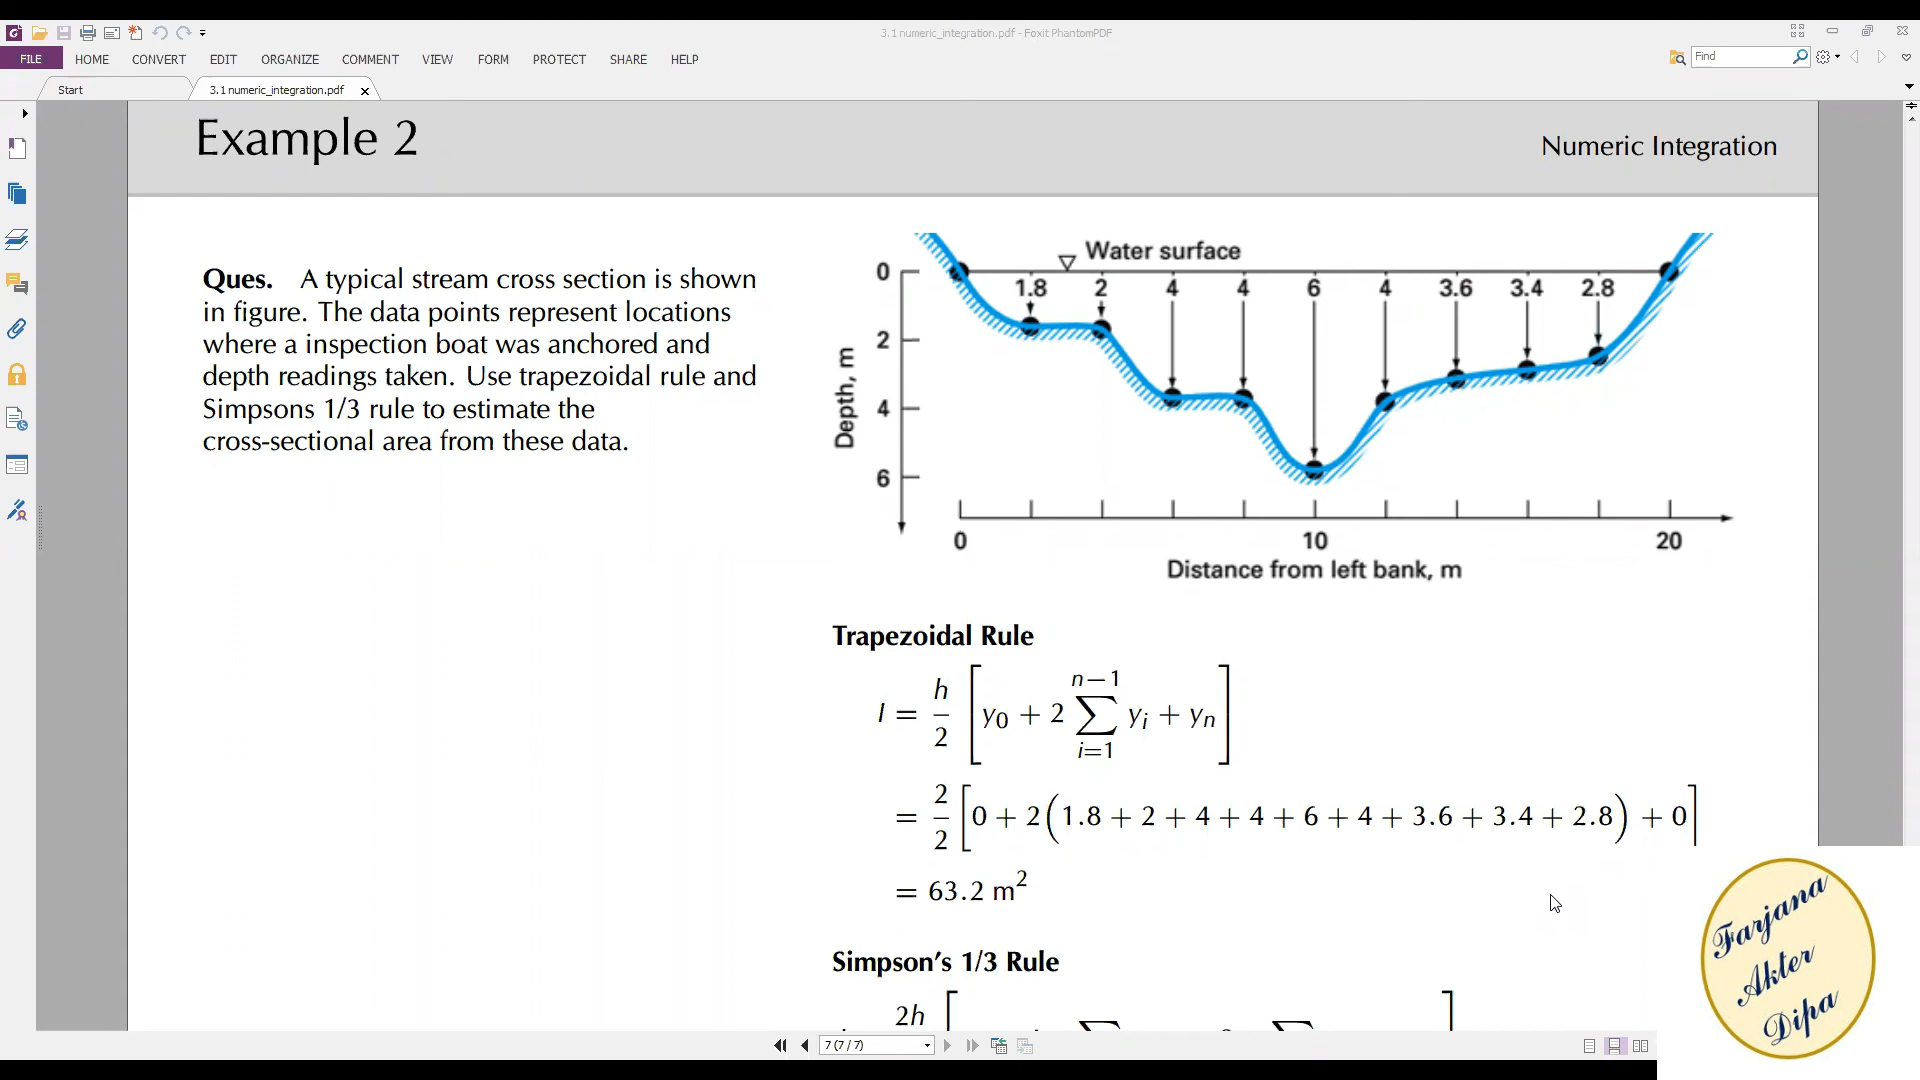 3.1 numeric_integration.pdf - Foxit PhantomPDF
FILE HOME CONVERT EDIT ORGANIZE COMMENT VIEW FORM PROTECT SHARE HELP
Find
Start
3.1 numeric_integration.pdf
Example 2
Numeric Integration
Ques. A typical stream cross section is shown
in figure. The data points represent locations
where a inspection boat was anchored and
depth readings taken. Use trapezoidal rule and
Simpsons 1/3 rule to estimate the
cross-sectional area from these data.
Water surface
0
1.8 2 4 4 6 4 3.6 3.4 2.8
2
4
6
Depth, m
0 10 20
Distance from left bank, m
Trapezoidal Rule
I = h/2 [y₀ + 2 ∑_{i=1}^{n−1} yᵢ + yₙ]
= 2/2 [0 + 2(1.8 + 2 + 4 + 4 + 6 + 4 + 3.6 + 3.4 + 2.8) + 0]
= 63.2 m²
Simpson's 1/3 Rule
2h
7 (7 / 7)
Farjana
Akter
Dipa